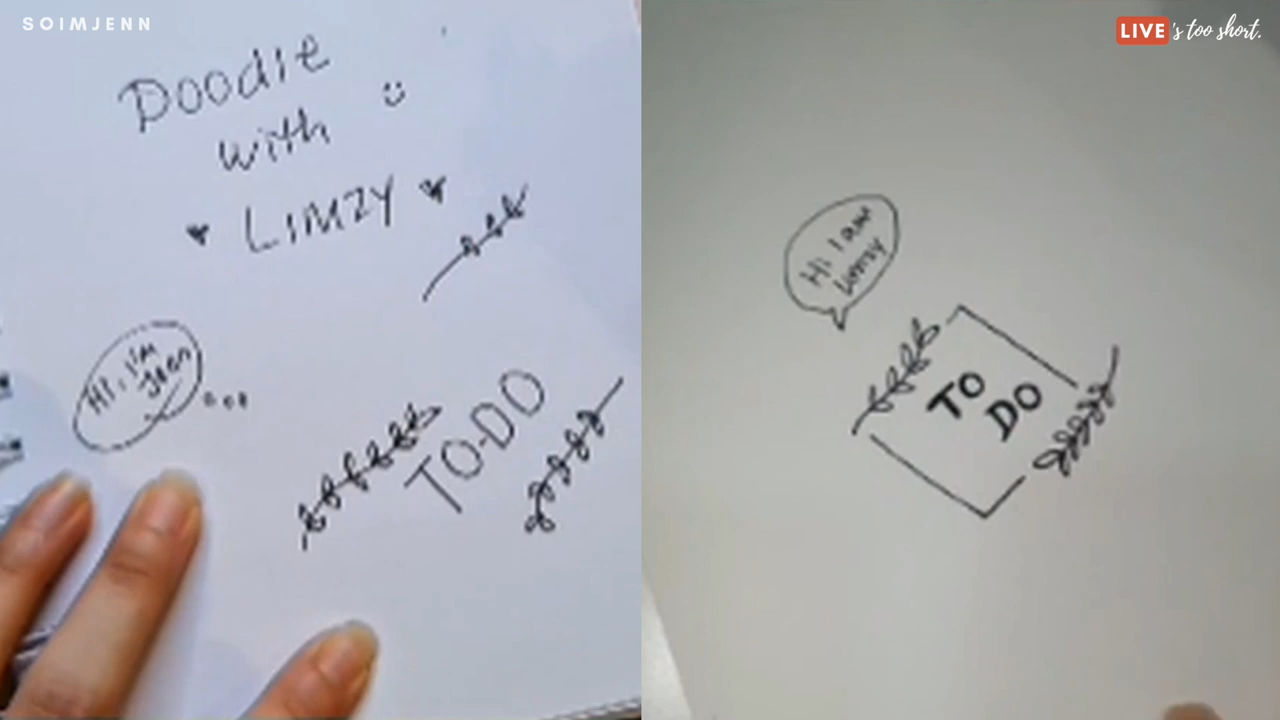 SOIMJENN
LIVE's too short.
Doodle
with
LIMZY
Hi, I'm
Jenn
TO-DO
Hi I am
Limzy
TO
DO